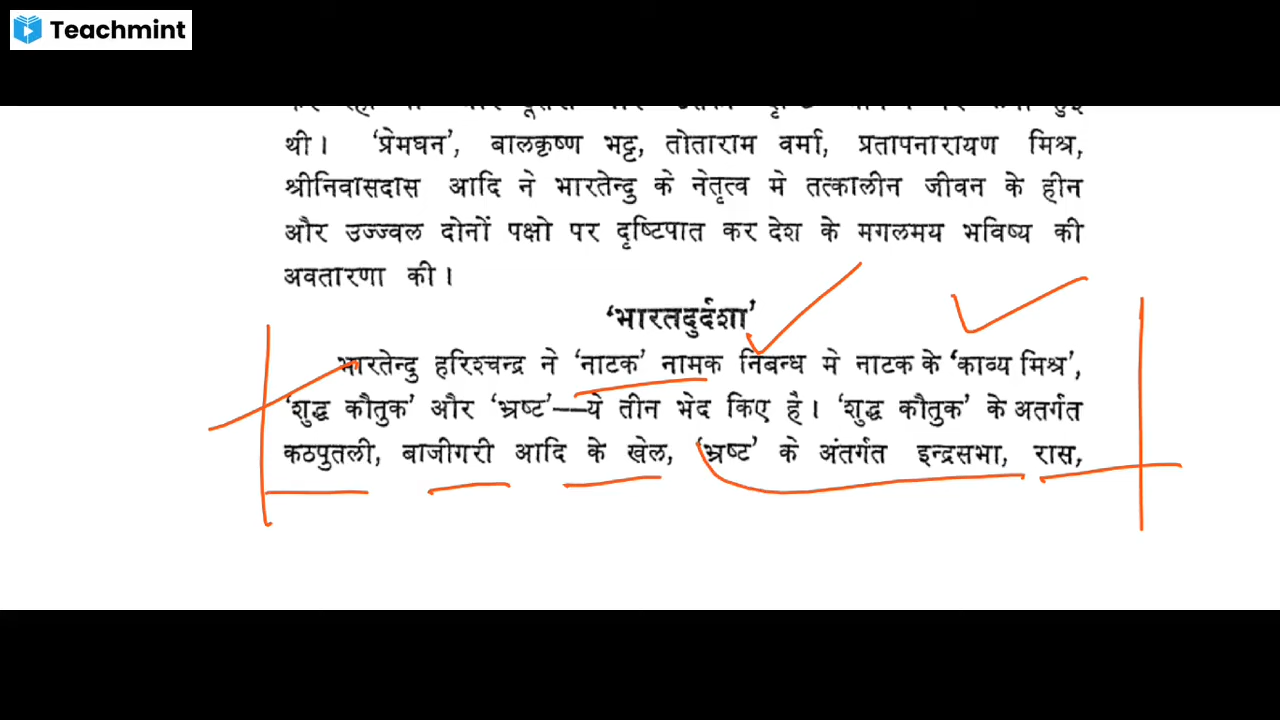 Teachmint
थी। ‘प्रेमघन’, बालकृष्ण भट्ट, तोताराम वर्मा, प्रतापनारायण मिश्र,
श्रीनिवासदास आदि ने भारतेन्दु के नेतृत्व मे तत्कालीन जीवन के हीन
और उज्ज्वल दोनों पक्षो पर दृष्टिपात कर देश के मगलमय भविष्य की
अवतारणा की।
‘भारतदुर्दशा’
भारतेन्दु हरिश्चन्द्र ने ‘नाटक’ नामक निबन्ध मे नाटक के ‘काव्य मिश्र’,
‘शुद्ध कौतुक’ और ‘भ्रष्ट’—ये तीन भेद किए है। ‘शुद्ध कौतुक’ के अतर्गत
कठपुतली, बाजीगरी आदि के खेल, ‘भ्रष्ट’ के अंतर्गत इन्द्रसभा, रास,